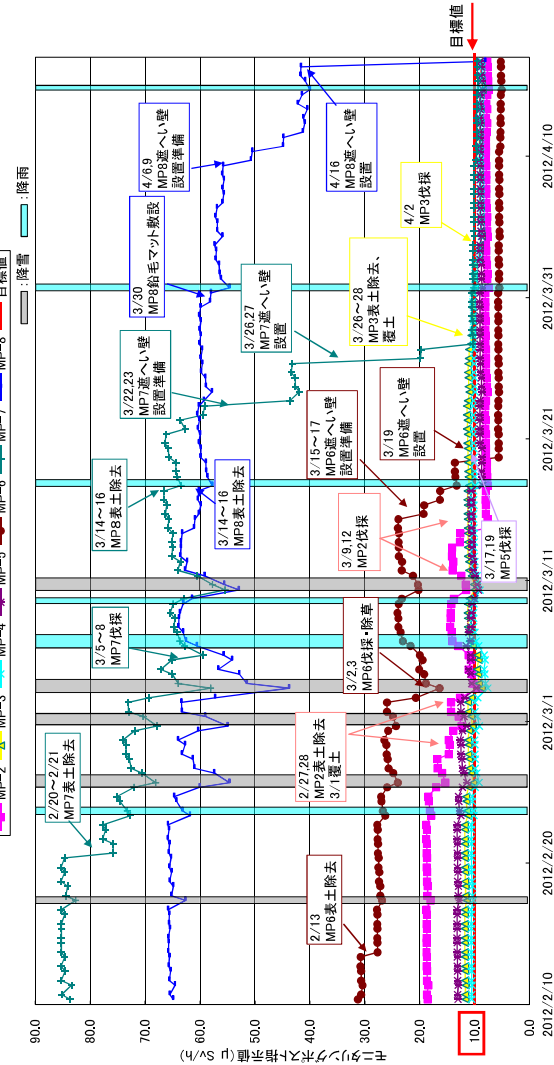 MP-2 MP-3 MP-4 MP-5 MP-6 MP-7 MP-8 目標値
:降雪 :降雨
モニタリングポスト指示値(μ Sv/h)
90.0
80.0
70.0
60.0
50.0
40.0
30.0
20.0
10.0
0.0
2012/2/10
2012/2/20
2012/3/1
2012/3/11
2012/3/21
2012/3/31
2012/4/10
目標値
2/20~2/21
MP7表土除去
3/5~8
MP7伐採
3/14~16
MP8表土除去
3/22,23
MP7遮へい壁
設置準備
3/30
MP8鉛毛マット敷設
4/6,9
MP8遮へい壁
設置準備
3/14~16
MP8表土除去
3/26,27
MP7遮へい壁
設置
4/16
MP8遮へい壁
設置
2/13
MP6表土除去
2/27,28
MP2表土除去
3/1覆土
3/2,3
MP6伐採・除草
3/9,12
MP2伐採
3/15~17
MP6遮へい壁
設置準備
3/19
MP6遮へい壁
設置
3/26~28
MP3表土除去、
覆土
4/2
MP3伐採
3/17,19
MP5伐採